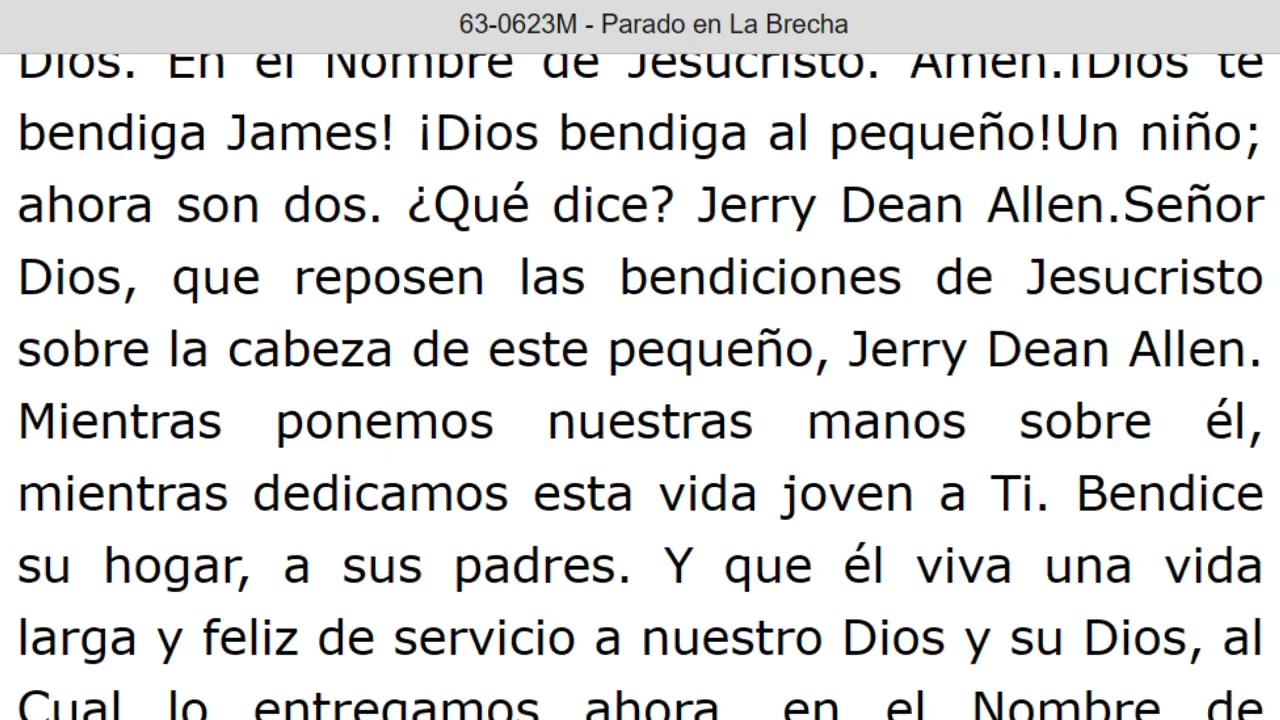 63-0623M - Parado en La Brecha
Dios. En el Nombre de Jesucristo. Amén.¡Dios te
bendiga James! ¡Dios bendiga al pequeño!Un niño;
ahora son dos. ¿Qué dice? Jerry Dean Allen.Señor
Dios, que reposen las bendiciones de Jesucristo
sobre la cabeza de este pequeño, Jerry Dean Allen.
Mientras ponemos nuestras manos sobre él,
mientras dedicamos esta vida joven a Ti. Bendice
su hogar, a sus padres. Y que él viva una vida
larga y feliz de servicio a nuestro Dios y su Dios, al
Cual lo entregamos ahora, en el Nombre de